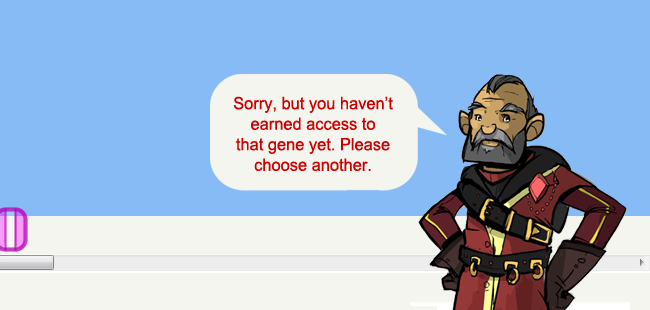 Sorry, but you haven’t
earned access to
that gene yet. Please
choose another.